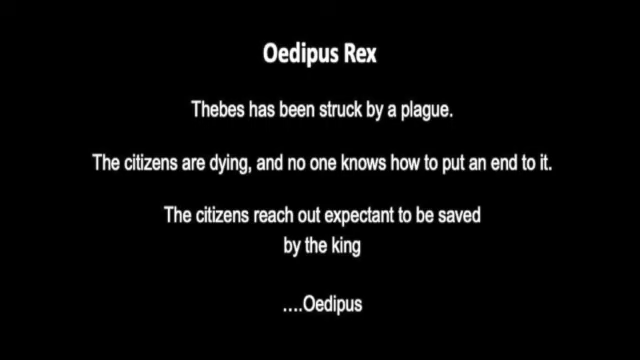 Oedipus Rex
Thebes has been struck by a plague.
The citizens are dying, and no one knows how to put an end to it.
The citizens reach out expectant to be saved
by the king
....Oedipus